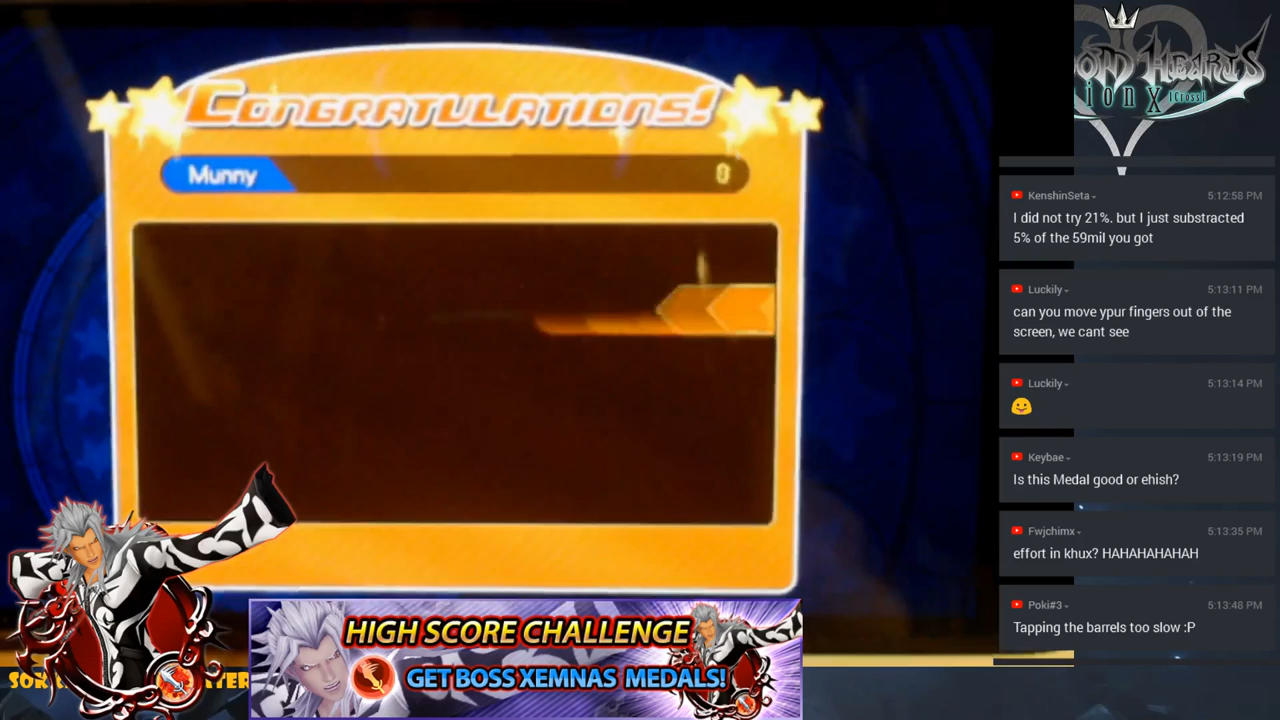 CONGRATULATIONS!
Munny 0
HIGH SCORE CHALLENGE
GET BOSS XEMNAS MEDALS!
HEARTS
ion χ [Cross]
KenshinSeta 5:12:58 PM
I did not try 21%. but I just substracted
5% of the 59mil you got
Luckily 5:13:11 PM
can you move ypur fingers out of the
screen, we cant see
Luckily 5:13:14 PM
Keybae 5:13:19 PM
Is this Medal good or ehish?
Fwjchimx 5:13:35 PM
effort in khux? HAHAHAHAHAH
Poki#3 5:13:48 PM
Tapping the barrels too slow :P